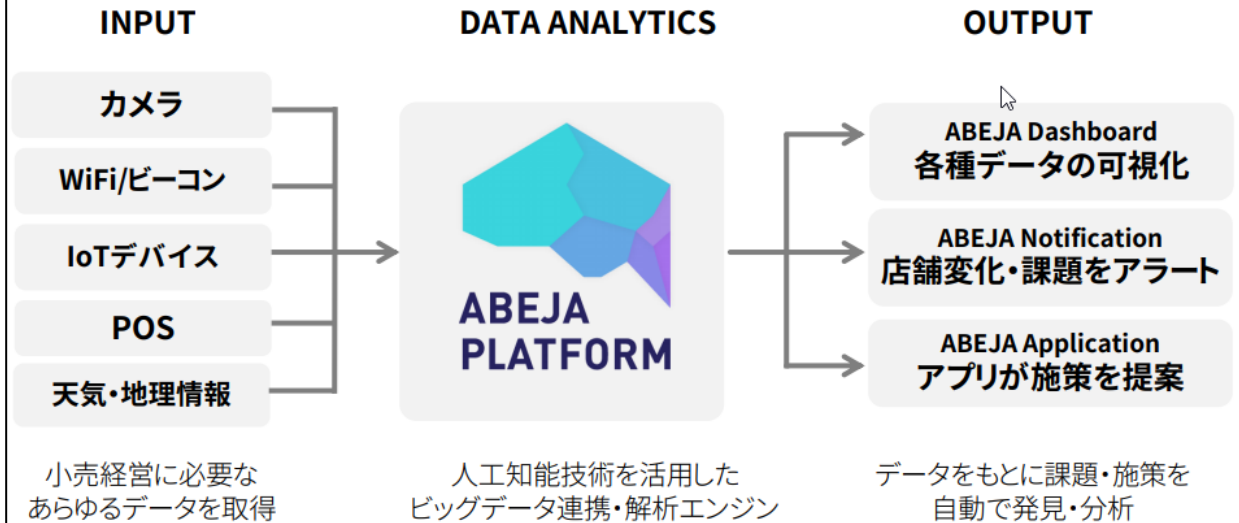 INPUT
DATA ANALYTICS
OUTPUT
カメラ
WiFi/ビーコン
IoTデバイス
POS
天気・地理情報
小売経営に必要な
あらゆるデータを取得
ABEJA
PLATFORM
人工知能技術を活用した
ビッグデータ連携・解析エンジン
ABEJA Dashboard
各種データの可視化
ABEJA Notification
店舗変化・課題をアラート
ABEJA Application
アプリが施策を提案
データをもとに課題・施策を
自動で発見・分析